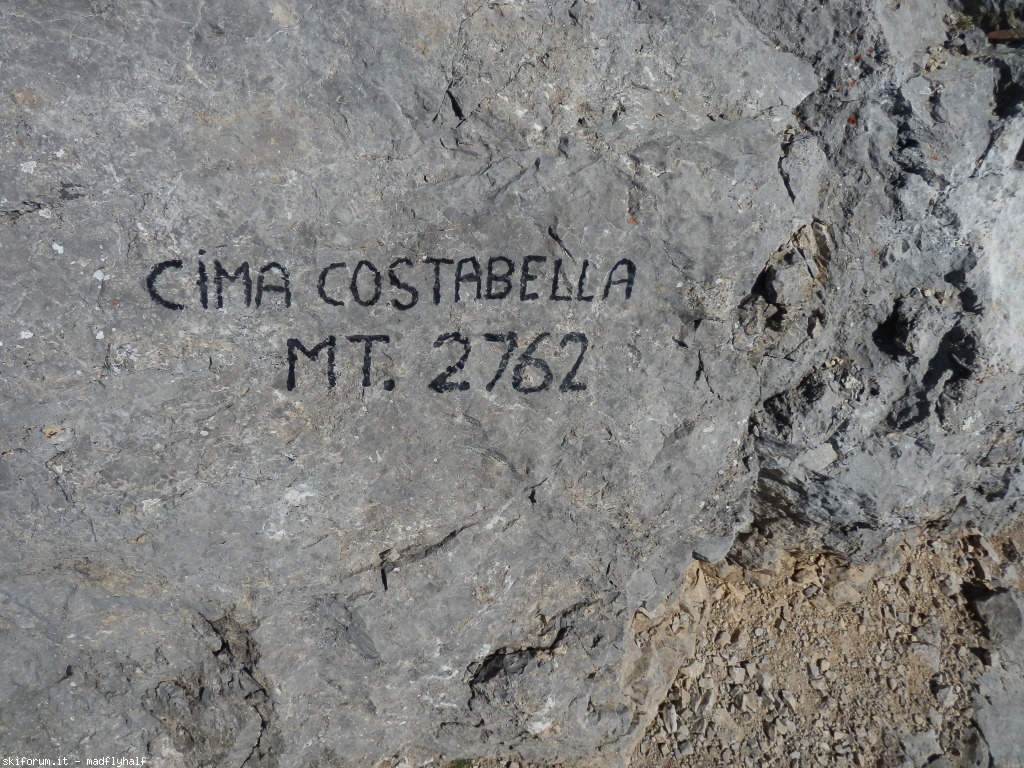 CiMA COSTABELLA
MT. 2762
skiforum.it - madflyhalf